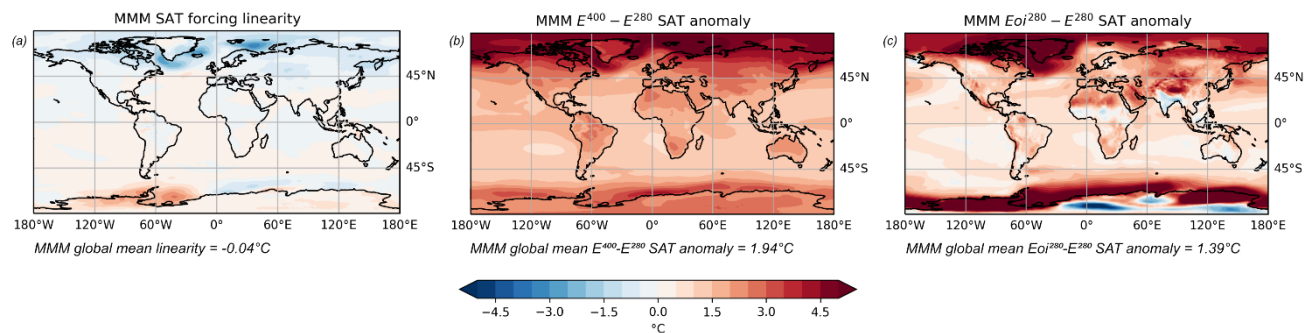 MMM SAT forcing linearity
(a)
45°N
0°
45°S
180°W 120°W 60°W 0° 60°E 120°E 180°E
MMM global mean linearity = -0.04°C
MMM E⁴⁰⁰ − E²⁸⁰ SAT anomaly
(b)
45°N
0°
45°S
180°W 120°W 60°W 0° 60°E 120°E 180°E
MMM global mean E⁴⁰⁰-E²⁸⁰ SAT anomaly = 1.94°C
MMM Eoi²⁸⁰ − E²⁸⁰ SAT anomaly
(c)
45°N
0°
45°S
180°W 120°W 60°W 0° 60°E 120°E 180°E
MMM global mean Eoi²⁸⁰-E²⁸⁰ SAT anomaly = 1.39°C
−4.5 −3.0 −1.5 0.0 1.5 3.0 4.5
°C